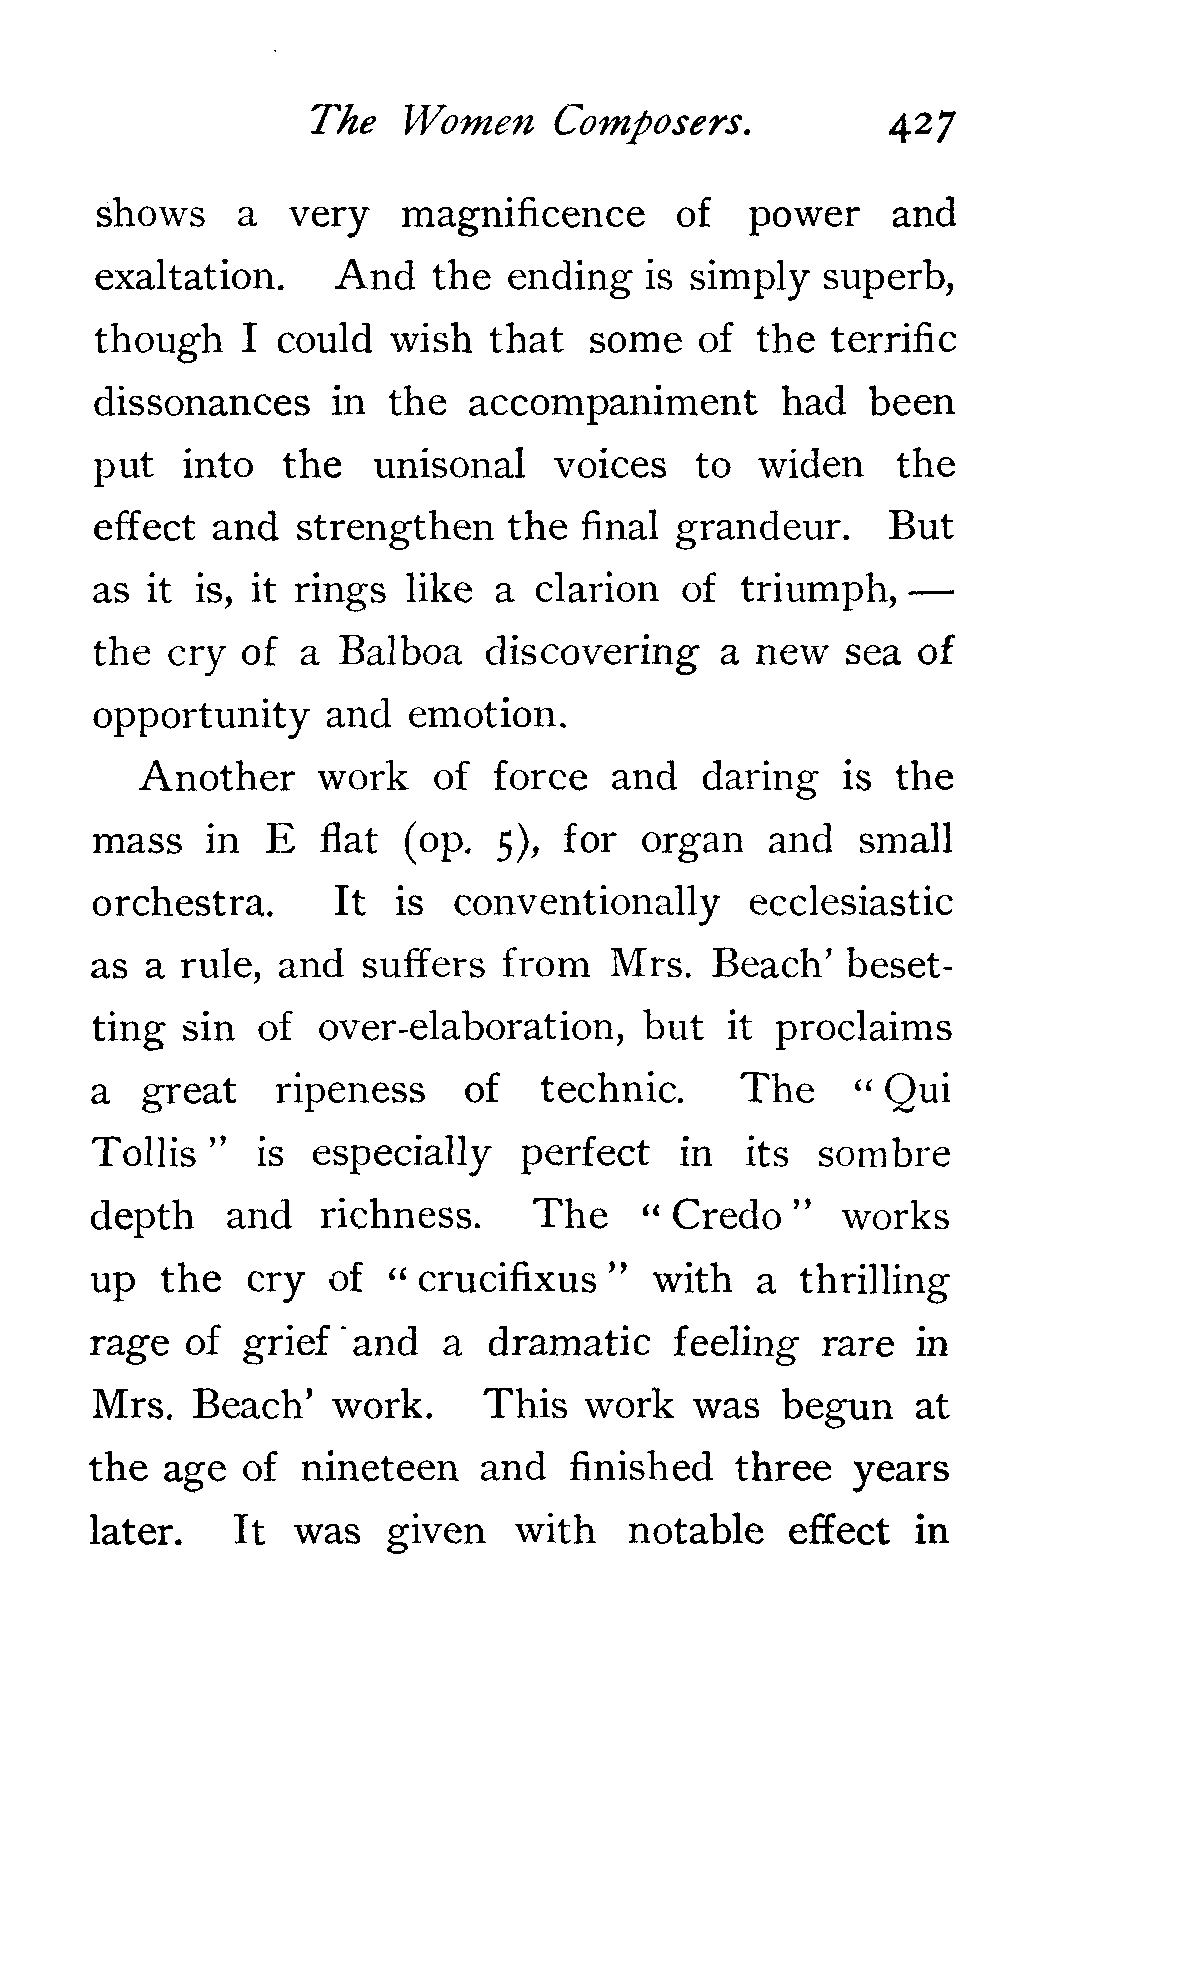 The Women Composers. 427
shows a very magnificence of power and
exaltation. And the ending is simply superb,
though I could wish that some of the terrific
dissonances in the accompaniment had been
put into the unisonal voices to widen the
effect and strengthen the final grandeur. But
as it is, it rings like a clarion of triumph, —
the cry of a Balboa discovering a new sea of
opportunity and emotion.
Another work of force and daring is the
mass in E flat (op. 5), for organ and small
orchestra. It is conventionally ecclesiastic
as a rule, and suffers from Mrs. Beach' beset-
ting sin of over-elaboration, but it proclaims
a great ripeness of technic. The “ Qui
Tollis ” is especially perfect in its sombre
depth and richness. The “ Credo ” works
up the cry of “ crucifixus ” with a thrilling
rage of grief and a dramatic feeling rare in
Mrs. Beach' work. This work was begun at
the age of nineteen and finished three years
later. It was given with notable effect in